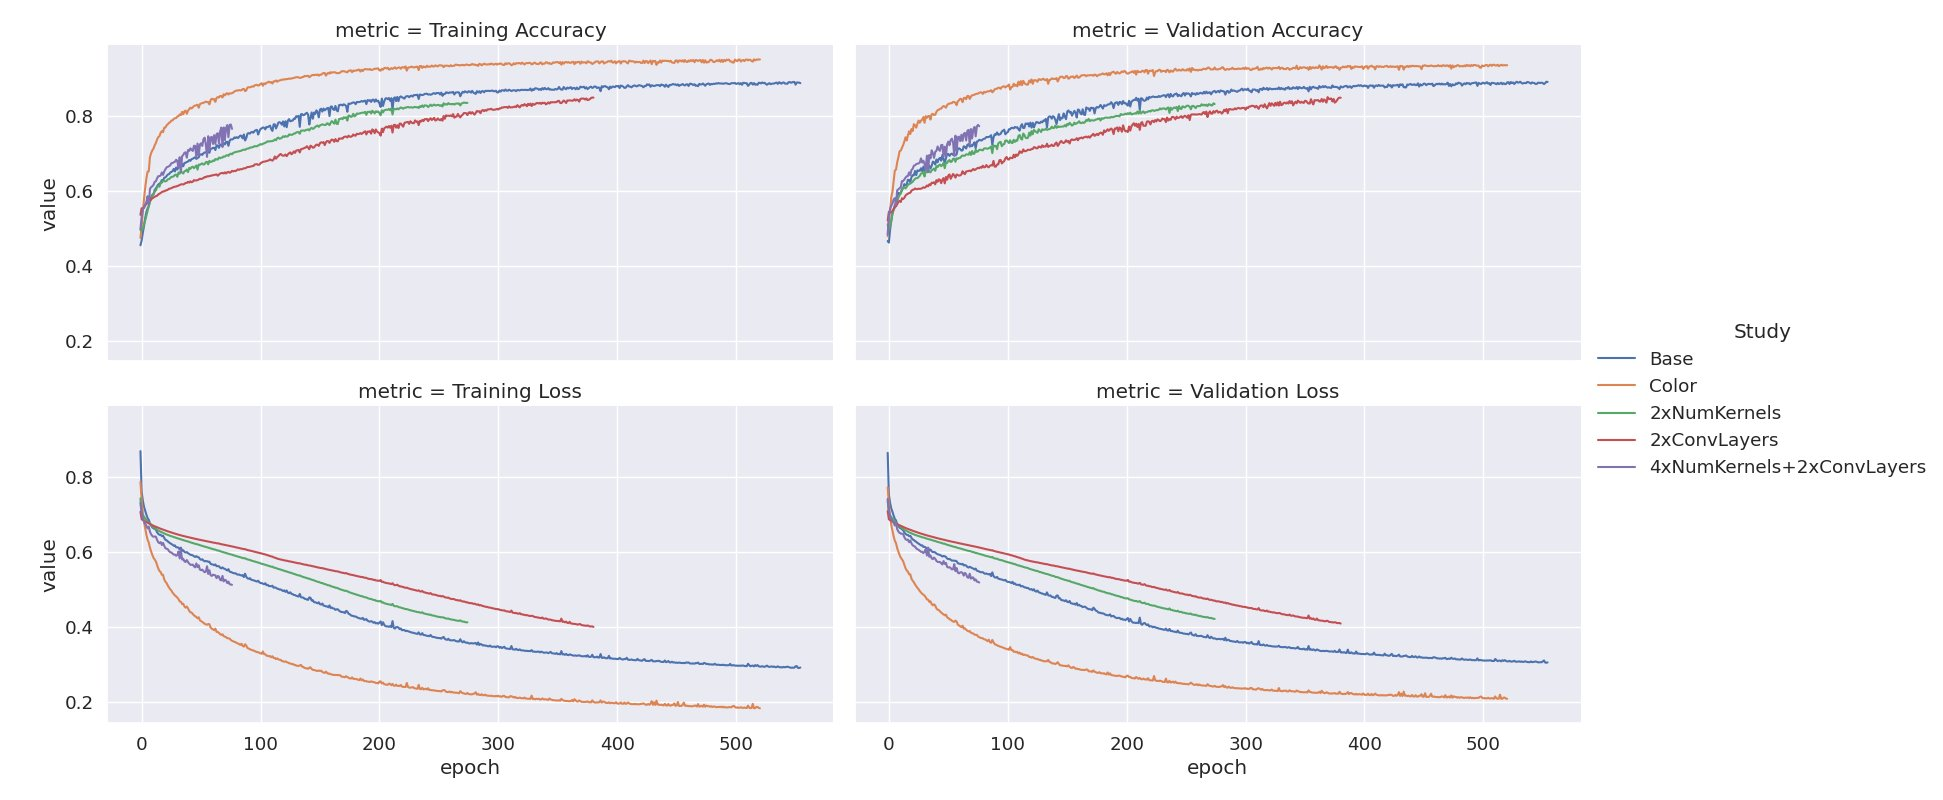 metric = Training Accuracy
metric = Validation Accuracy
value
0.8
0.6
0.4
0.2
metric = Training Loss
metric = Validation Loss
value
0.8
0.6
0.4
0.2
0 100 200 300 400 500
0 100 200 300 400 500
epoch
epoch
Study
Base
Color
2xNumKernels
2xConvLayers
4xNumKernels+2xConvLayers